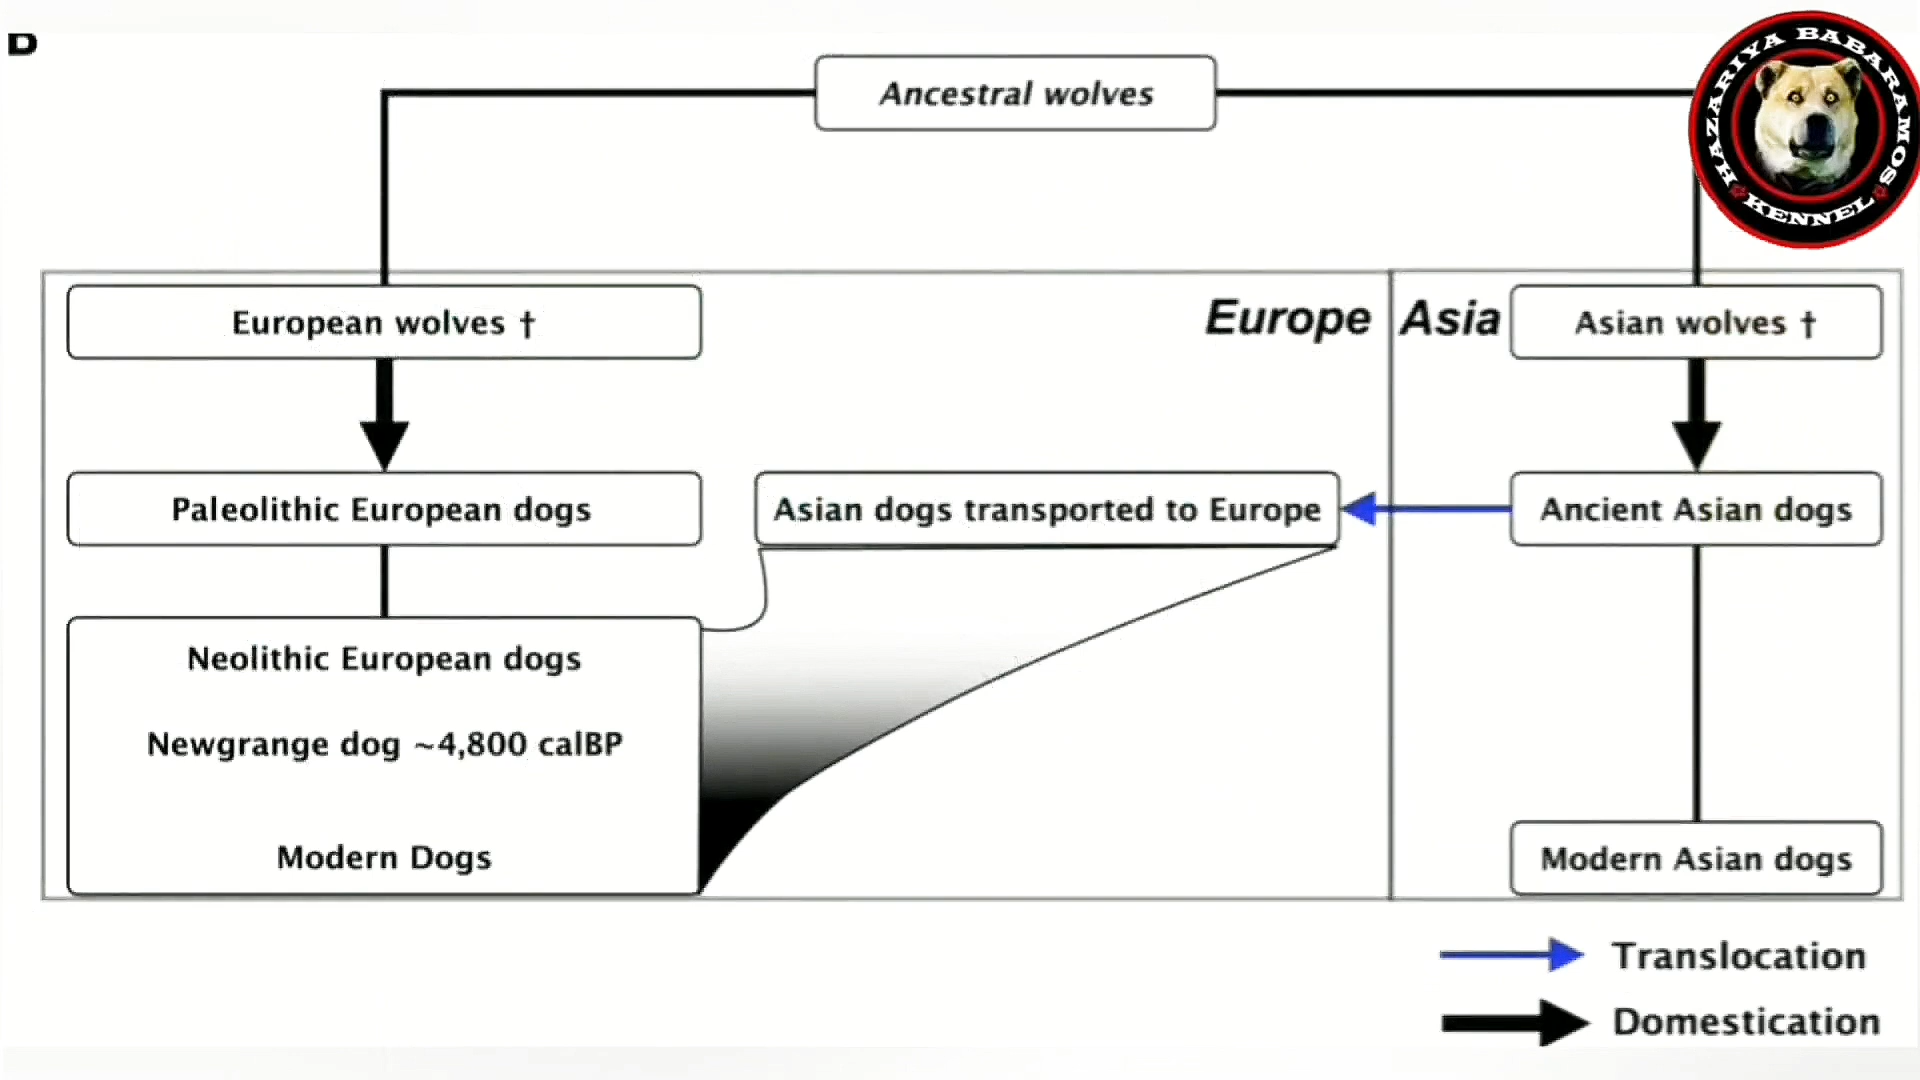 D
Ancestral wolves
HAZARIYA BABARAMOS
KENNEL
European wolves †
Europe
Asia
Asian wolves †
Paleolithic European dogs
Asian dogs transported to Europe
Ancient Asian dogs
Neolithic European dogs
Newgrange dog ~4,800 calBP
Modern Dogs
Modern Asian dogs
Translocation
Domestication